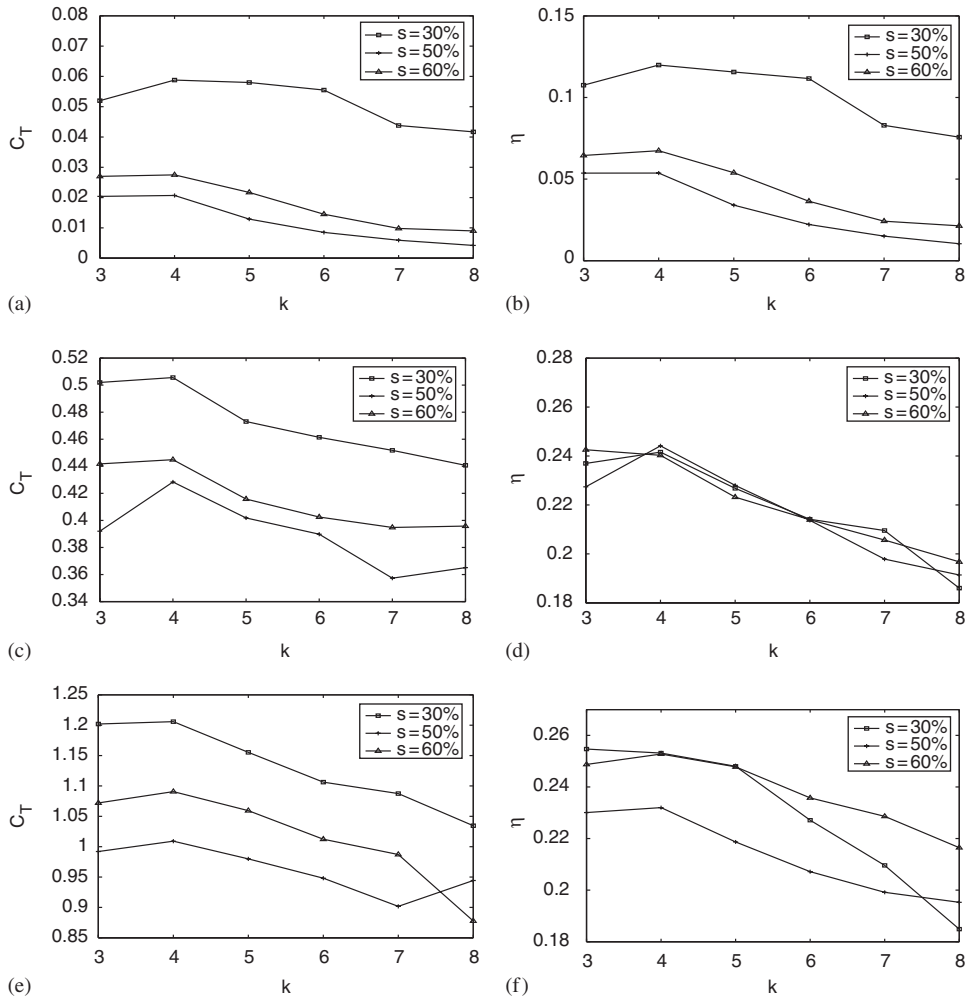 0.08
0.07
0.06
0.05
0.04
0.03
0.02
0.01
0
C_T
s=30%
s=50%
s=60%
3 4 5 6 7 8
(a)
k
0.15
0.1
0.05
0
η
s=30%
s=50%
s=60%
3 4 5 6 7 8
(b)
k
0.52
0.5
0.48
0.46
0.44
0.42
0.4
0.38
0.36
0.34
C_T
s=30%
s=50%
s=60%
3 4 5 6 7 8
(c)
k
0.28
0.26
0.24
0.22
0.2
0.18
η
s=30%
s=50%
s=60%
3 4 5 6 7 8
(d)
k
1.25
1.2
1.15
1.1
1.05
1
0.95
0.9
0.85
C_T
s=30%
s=50%
s=60%
3 4 5 6 7 8
(e)
k
0.26
0.24
0.22
0.2
0.18
η
s=30%
s=50%
s=60%
3 4 5 6 7 8
(f)
k